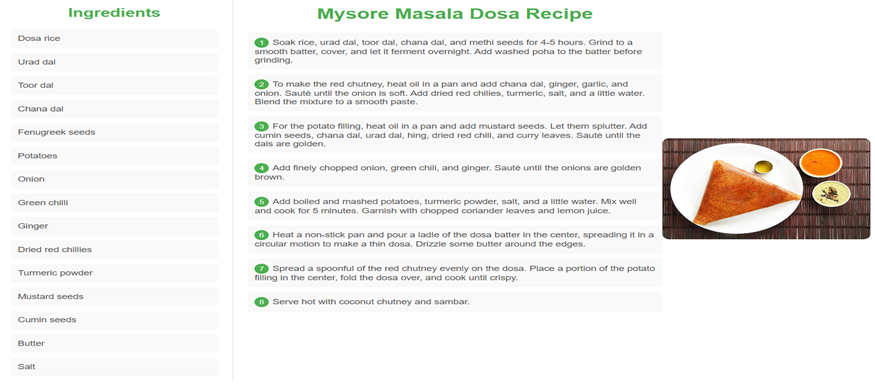 Ingredients
Dosa rice
Urad dal
Toor dal
Chana dal
Fenugreek seeds
Potatoes
Onion
Green chilli
Ginger
Dried red chillies
Turmeric powder
Mustard seeds
Cumin seeds
Butter
Salt
Mysore Masala Dosa Recipe
1 Soak rice, urad dal, toor dal, chana dal, and methi seeds for 4-5 hours. Grind to a
smooth batter, cover, and let it ferment overnight. Add washed poha to the batter before
grinding.
2 To make the red chutney, heat oil in a pan and add chana dal, ginger, garlic, and
onion. Sauté until the onion is soft. Add dried red chilies, turmeric, salt, and a little water.
Blend the mixture to a smooth paste.
3 For the potato filling, heat oil in a pan and add mustard seeds. Let them splutter. Add
cumin seeds, chana dal, urad dal, hing, dried red chili, and curry leaves. Sauté until the
dals are golden.
4 Add finely chopped onion, green chili, and ginger. Sauté until the onions are golden
brown.
5 Add boiled and mashed potatoes, turmeric powder, salt, and a little water. Mix well
and cook for 5 minutes. Garnish with chopped coriander leaves and lemon juice.
6 Heat a non-stick pan and pour a ladle of the dosa batter in the center, spreading it in a
circular motion to make a thin dosa. Drizzle some butter around the edges.
7 Spread a spoonful of the red chutney evenly on the dosa. Place a portion of the potato
filling in the center, fold the dosa over, and cook until crispy.
8 Serve hot with coconut chutney and sambar.